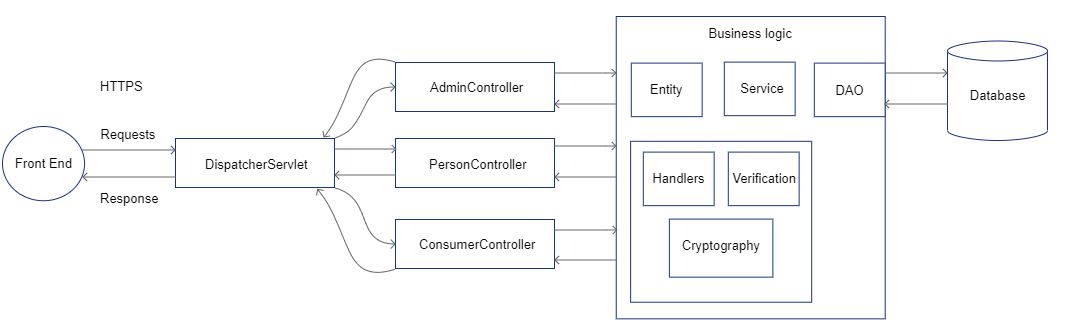 HTTPS
Requests
Front End
Response
DispatcherServlet
AdminController
PersonController
ConsumerController
Business logic
Entity
Service
DAO
Handlers
Verification
Cryptography
Database